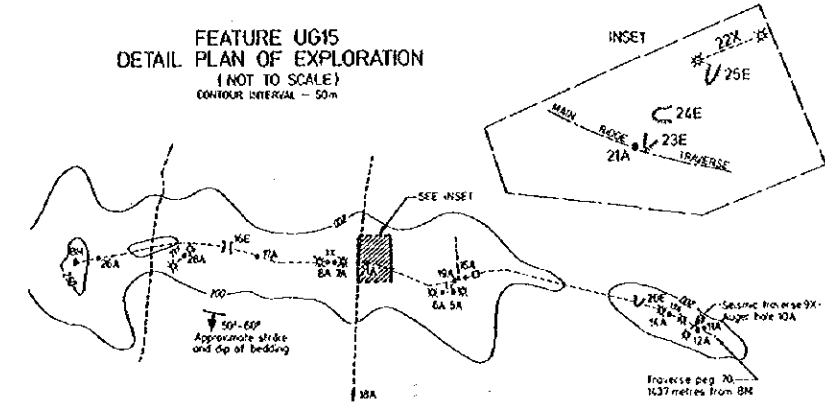 FEATURE UG15
DETAIL PLAN OF EXPLORATION
(NOT TO SCALE)
CONTOUR INTERVAL - 50m
INSET
22X
25E
24E
23E
21A
MAIN RIDGE TRAVERSE
SEE INSET
BM
26A
28A
16E
17A
8A 7A
19A
15A
6A 5A
200
50°-60°
Approximate strike
and dip of bedding
18A
20E
14A
11A
12A
Seismic traverse 9X-
Auger hole 10A
Traverse peg 70,
1437 metres from BM